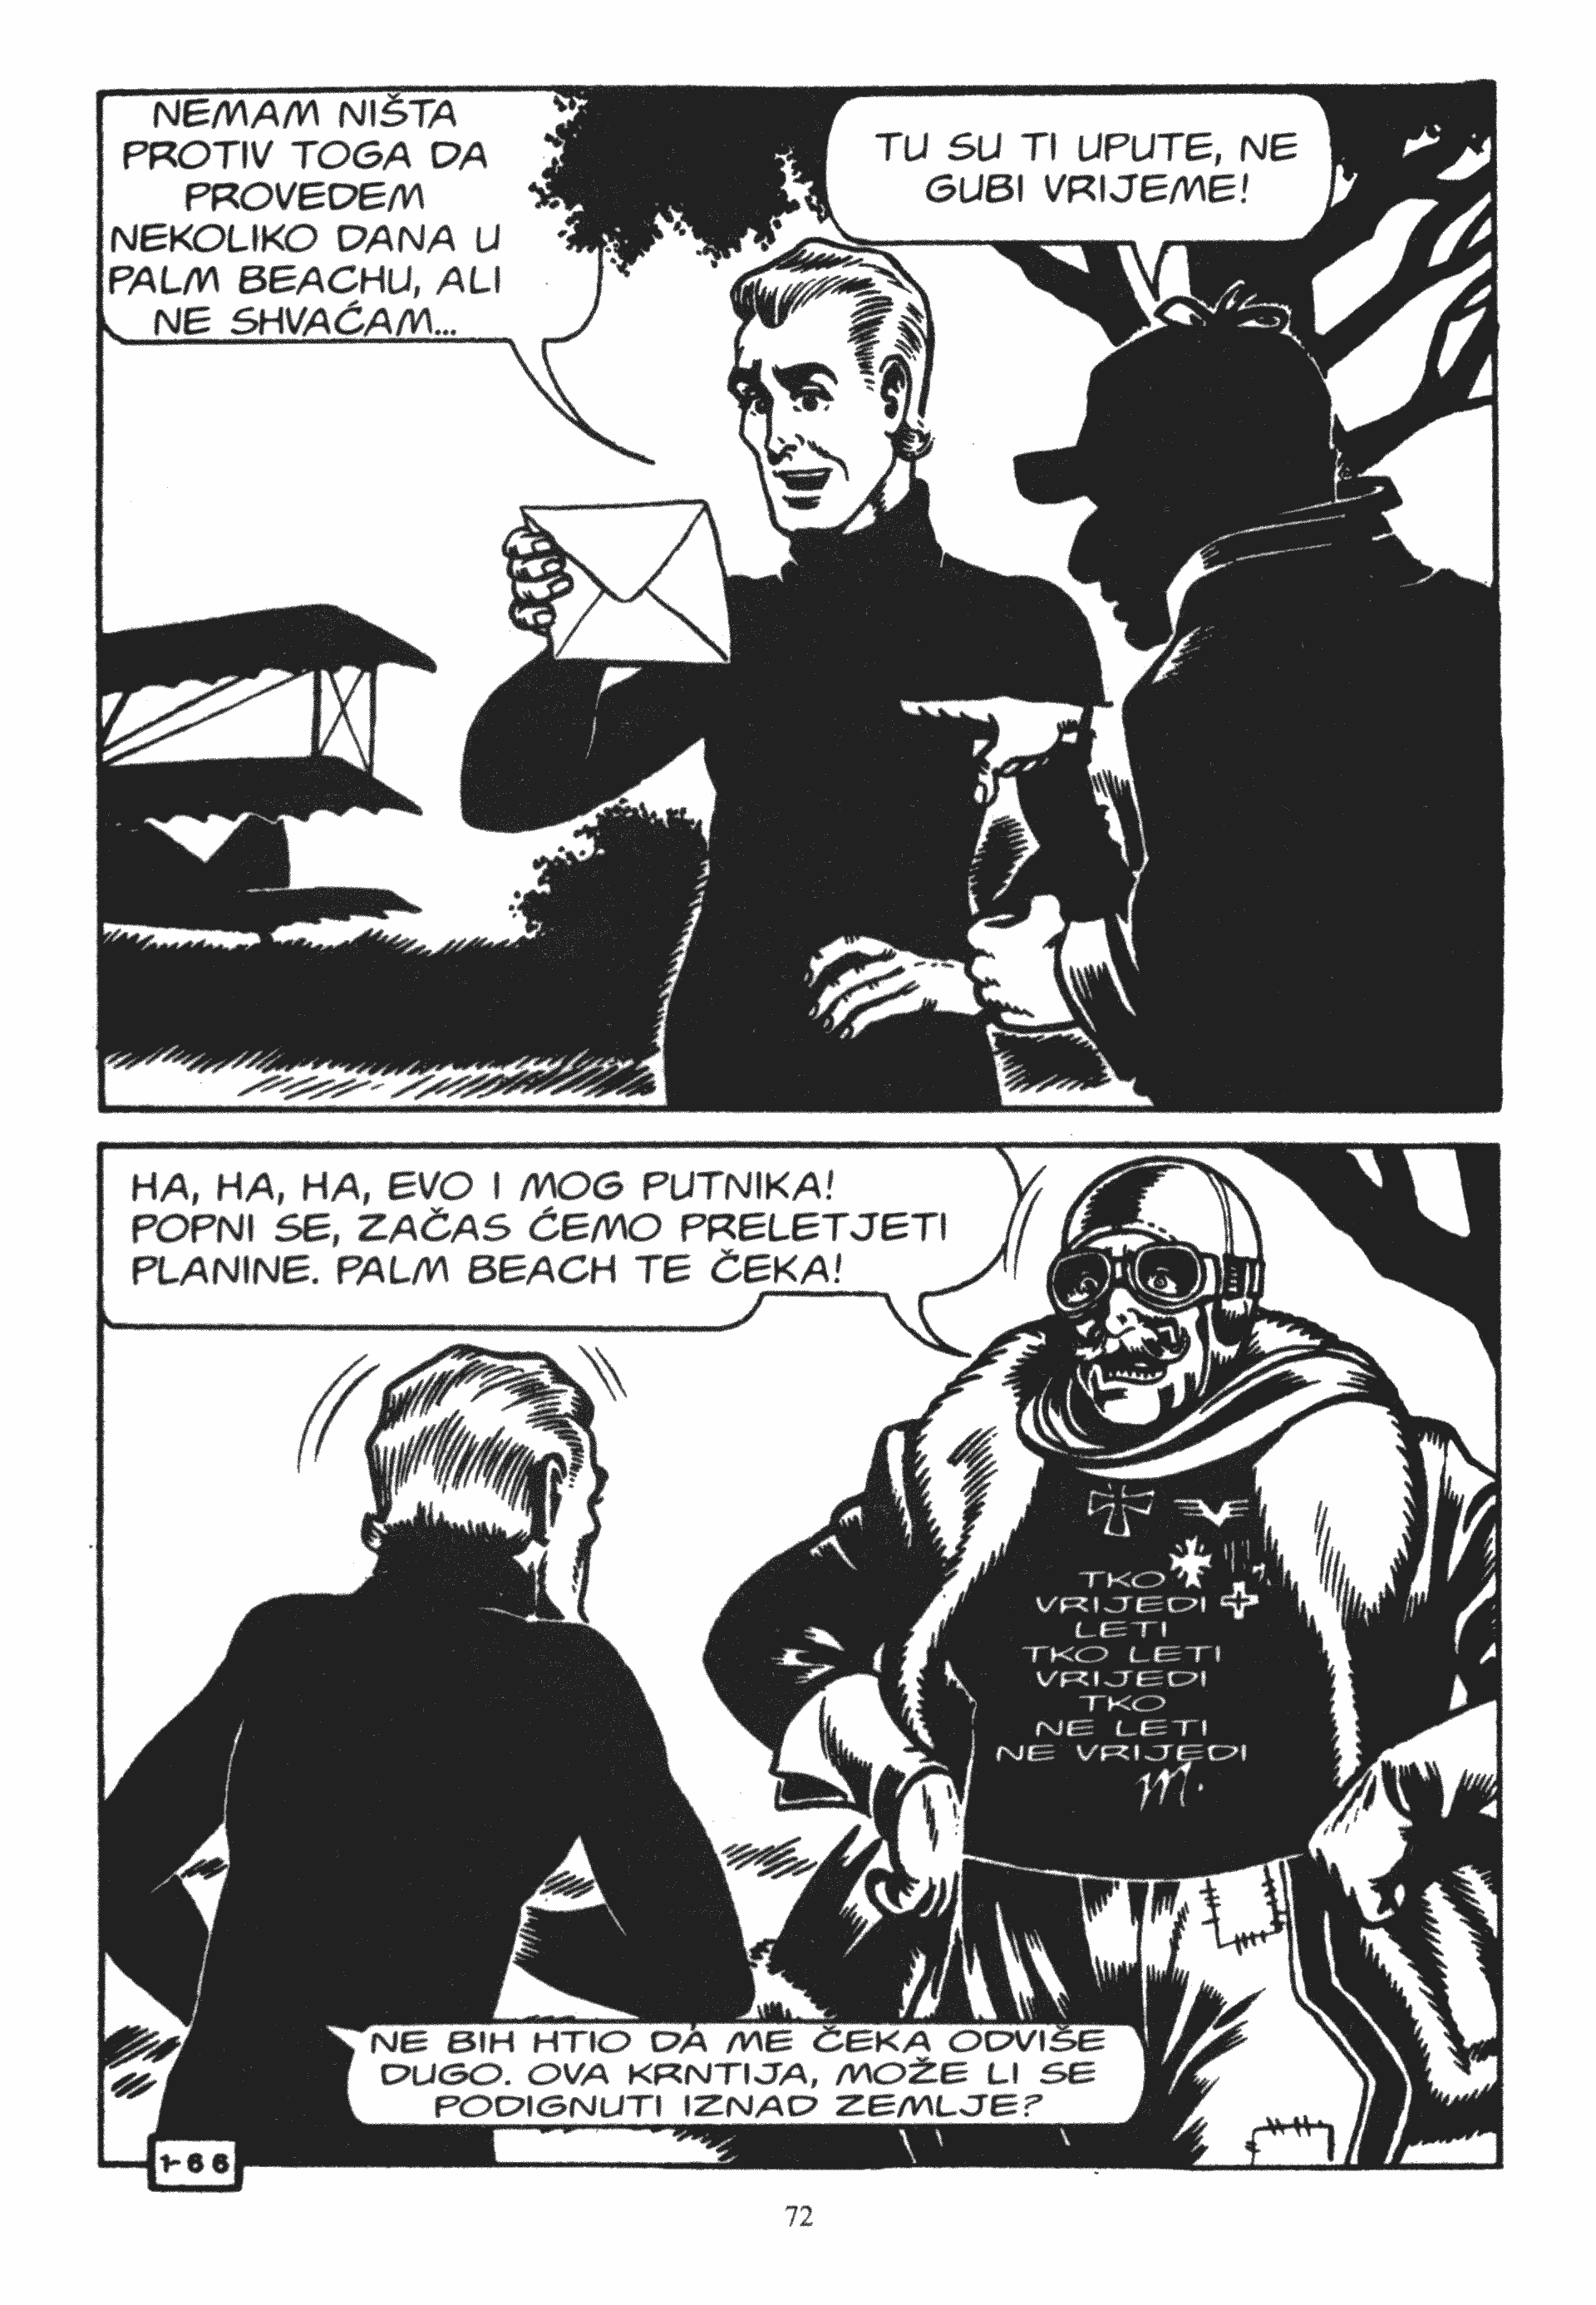 NEMAM NIŠTA
PROTIV TOGA DA
PROVEDEM
NEKOLIKO DANA U
PALM BEACHU, ALI
NE SHVAĆAM...
TU SU TI UPUTE, NE
GUBI VRIJEME!
HA, HA, HA, EVO I MOG PUTNIKA!
POPNI SE, ZAČAS ĆEMO PRELETJETI
PLANINE. PALM BEACH TE ČEKA!
TKO
VRIJEDI
LETI
TKO LETI
VRIJEDI
TKO
NE LETI
NE VRIJEDI
M.
NE BIH HTIO DA ME ČEKA ODVIŠE
DUGO. OVA KRNTIJA, MOŽE LI SE
PODIGNUTI IZNAD ZEMLJE?
1-66
72